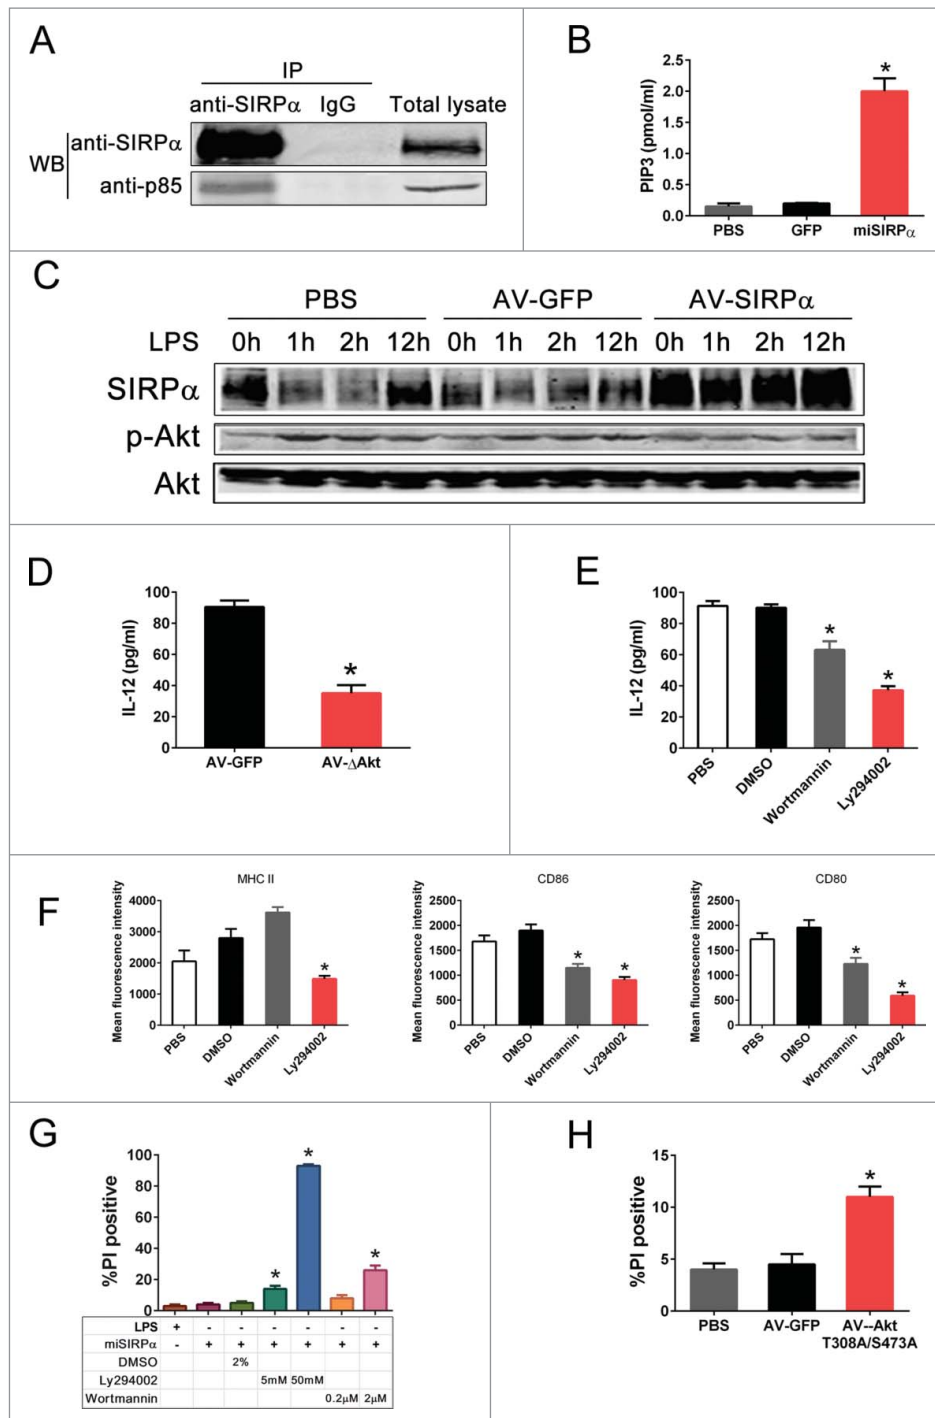 A
IP
anti-SIRPα IgG Total lysate
WB
anti-SIRPα
anti-p85
B
PIP3 (pmol/ml)
2.5
2.0
1.5
1.0
0.5
0.0
*
PBS GFP miSIRPα
C
PBS AV-GFP AV-SIRPα
LPS 0h 1h 2h 12h 0h 1h 2h 12h 0h 1h 2h 12h
SIRPα
p-Akt
Akt
D
IL-12 (pg/ml)
100
80
60
40
20
0
*
AV-GFP AV-ΔAkt
E
IL-12 (pg/ml)
100
80
60
40
20
0
* *
PBS DMSO Wortmannin Ly294002
F
MHC II
Mean fluorescence intensity
4000
3000
2000
1000
0
*
PBS DMSO Wortmannin Ly294002
CD86
Mean fluorescence intensity
2500
2000
1500
1000
500
0
* *
PBS DMSO Wortmannin Ly294002
CD80
Mean fluorescence intensity
2500
2000
1500
1000
500
0
* *
PBS DMSO Wortmannin Ly294002
G
%PI positive
100
80
60
40
20
0
* * *
LPS + - - - - - -
miSIRPα - + + + + + +
DMSO 2%
Ly294002 5mM 50mM
Wortmannin 0.2µM 2µM
H
%PI positive
15
10
5
0
*
PBS AV-GFP AV--Akt
T308A/S473A